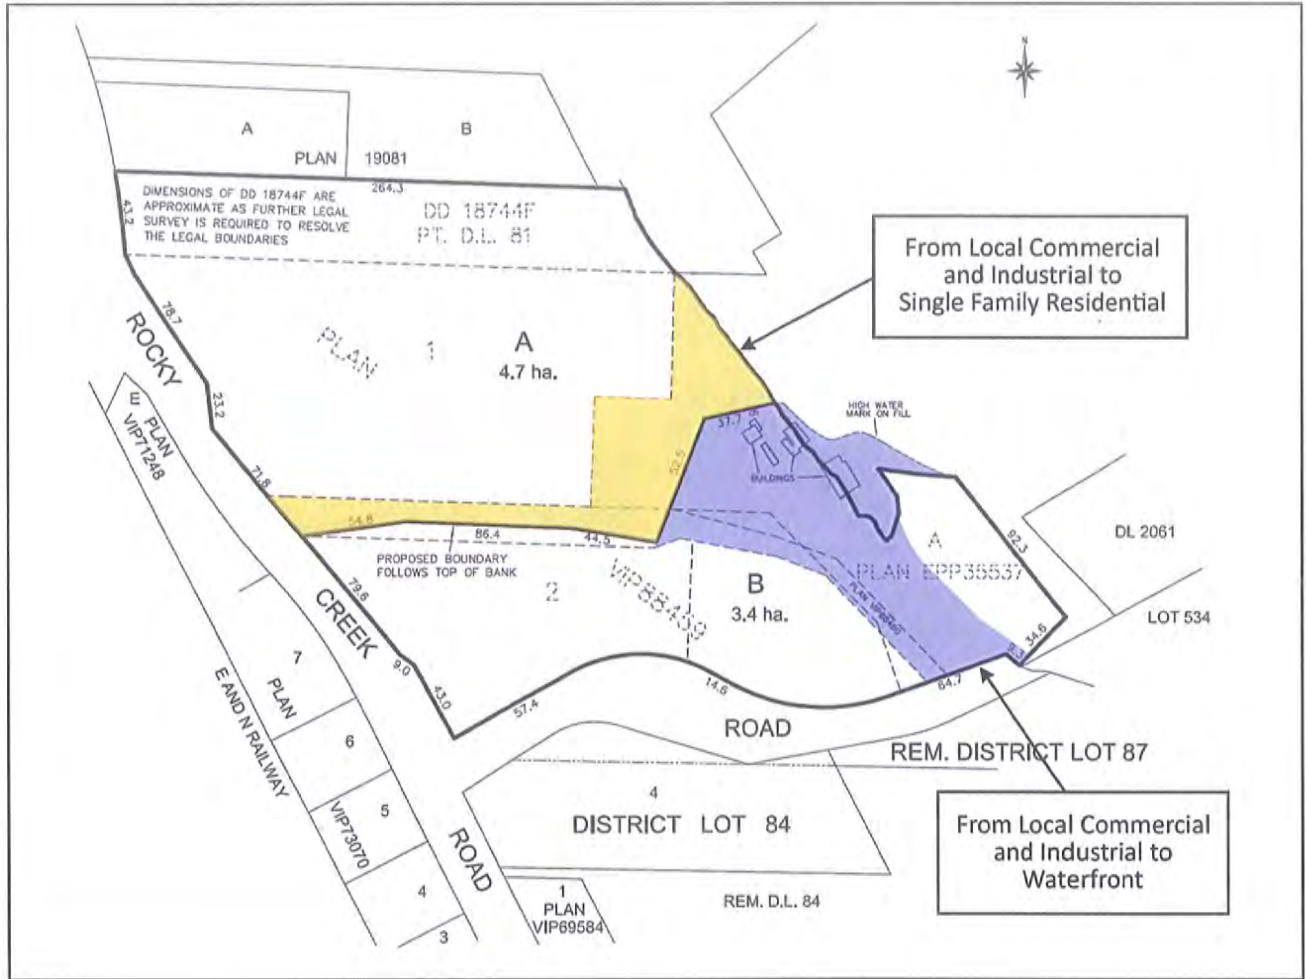 N
A
B
PLAN 19081
264.3
DIMENSIONS OF DD 18744F ARE
APPROXIMATE AS FURTHER LEGAL
SURVEY IS REQUIRED TO RESOLVE
THE LEGAL BOUNDARIES
DD 18744F
PT. D.L. 81
43.2
From Local Commercial
and Industrial to
Single Family Residential
78.7
ROCKY
PLAN
1
A
4.7 ha.
23.2
E
PLAN
VIP71248
HIGH WATER
MARK ON FILL
37.7
52.5
BUILDINGS
71.8
54.8
86.4
44.5
PROPOSED BOUNDARY
FOLLOWS TOP OF BANK
92.3
DL 2061
A
PLAN EPP35537
2
VIP88459
B
3.4 ha.
79.6
CREEK
LOT 534
34.6
9.3
9.0
43.0
57.4
14.6
64.7
7
PLAN
E AND N RAILWAY
6
5
VIP73070
4
3
ROAD
REM. DISTRICT LOT 87
4
DISTRICT LOT 84
From Local Commercial
and Industrial to
Waterfront
ROAD
1
PLAN
VIP69584
REM. D.L. 84